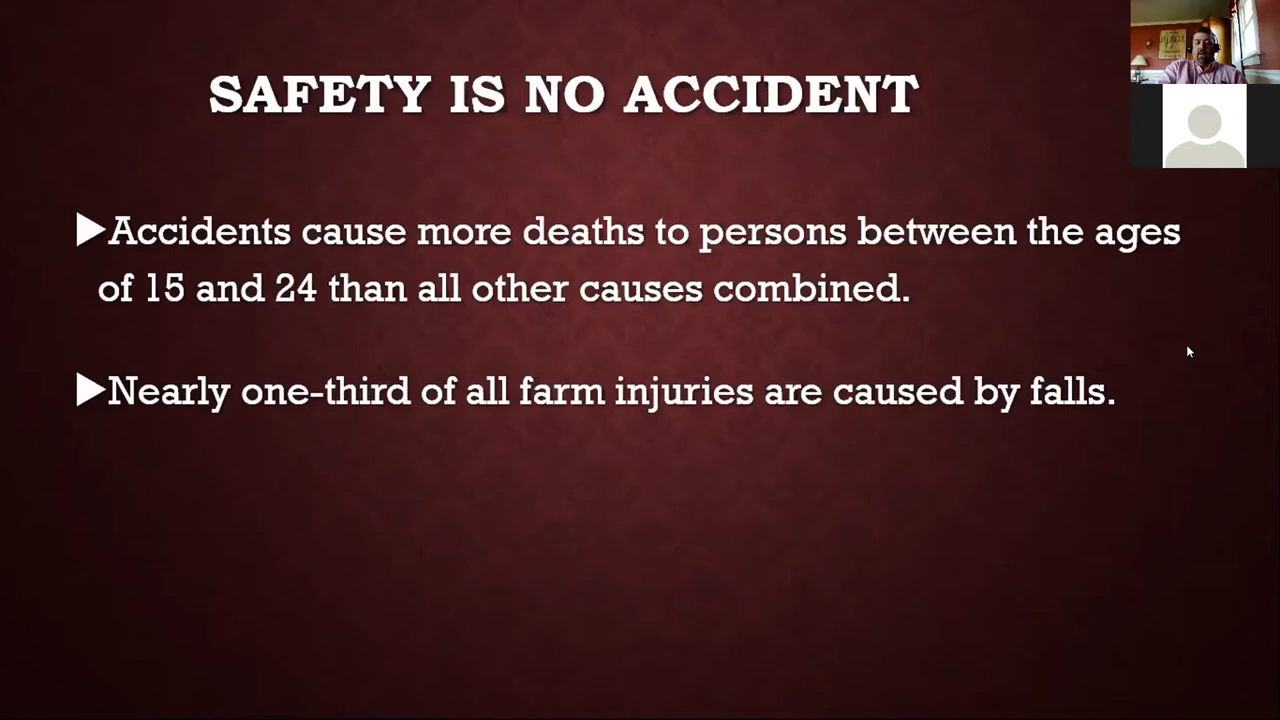 SAFETY IS NO ACCIDENT
Accidents cause more deaths to persons between the ages
of 15 and 24 than all other causes combined.
Nearly one-third of all farm injuries are caused by falls.